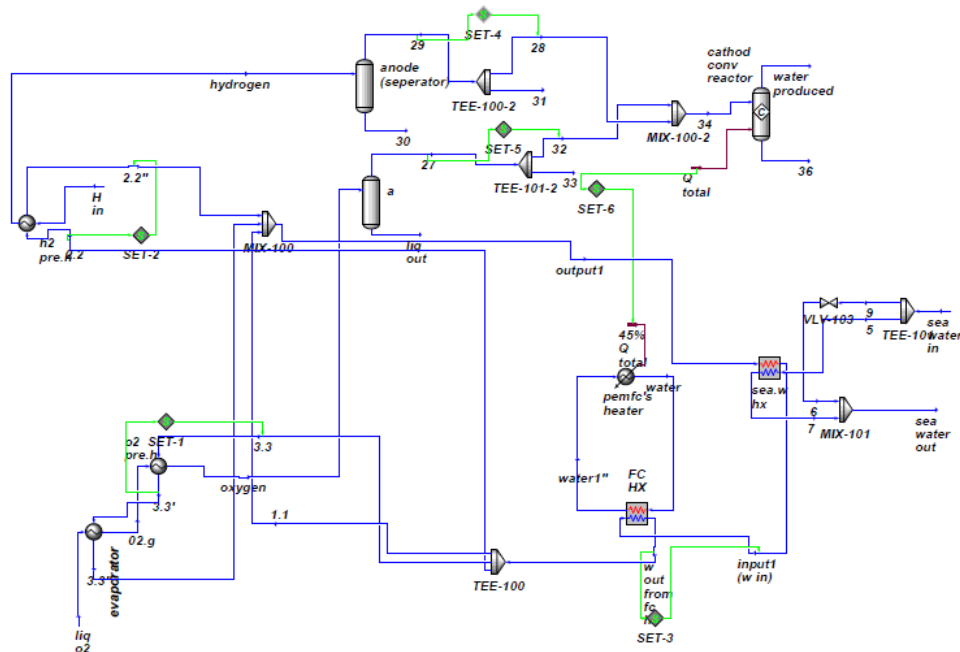 SET-4
29
28
cathod
conv
reactor
water
produced
hydrogen
anode
(seperator)
TEE-100-2
31
34
C
MIX-100-2
30
SET-5
32
27
TEE-101-2
33
36
2.2"
a
Q
total
H
in
SET-6
h2
pre.h
2.2
SET-2
MIX-100
liq
out
output1
VLV-103
9
5
TEE-101
sea
water
in
45%
Q
total
water
pemfc's
heater
sea.w
hx
6
7
MIX-101
sea
water
out
o2
pre.h
SET-1
3.3
oxygen
water1"
FC
HX
3.3'
02.g
1.1
3.3"
evaporator
TEE-100
w
out
from
fc
input1
(w in)
SET-3
liq
o2